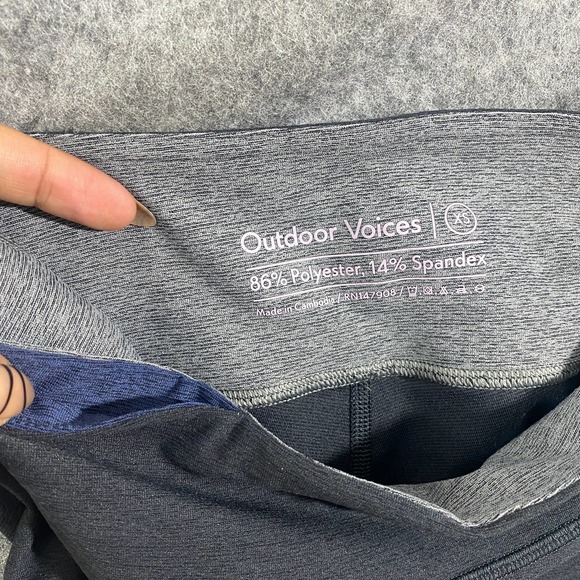 Outdoor Voices | XS
86% Polyester, 14% Spandex
Made in Cambodia / RN147908 /